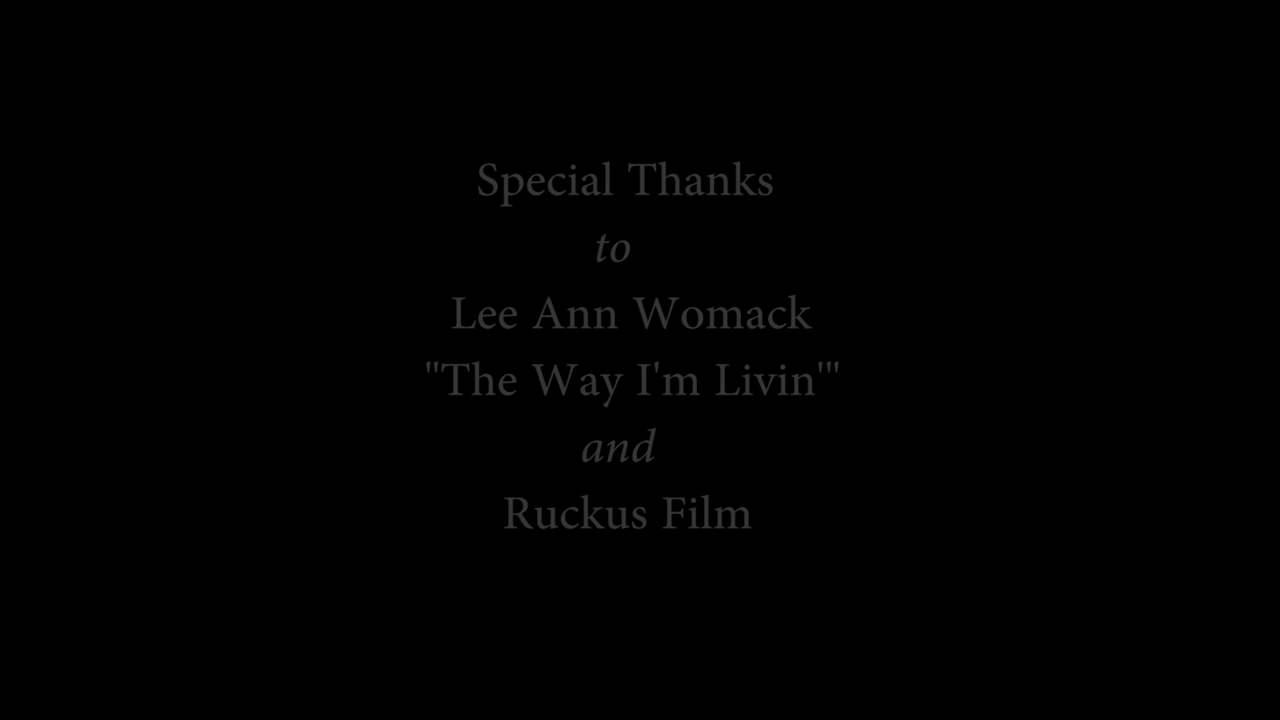 Special Thanks
to
Lee Ann Womack
"The Way I'm Livin'"
and
Ruckus Film